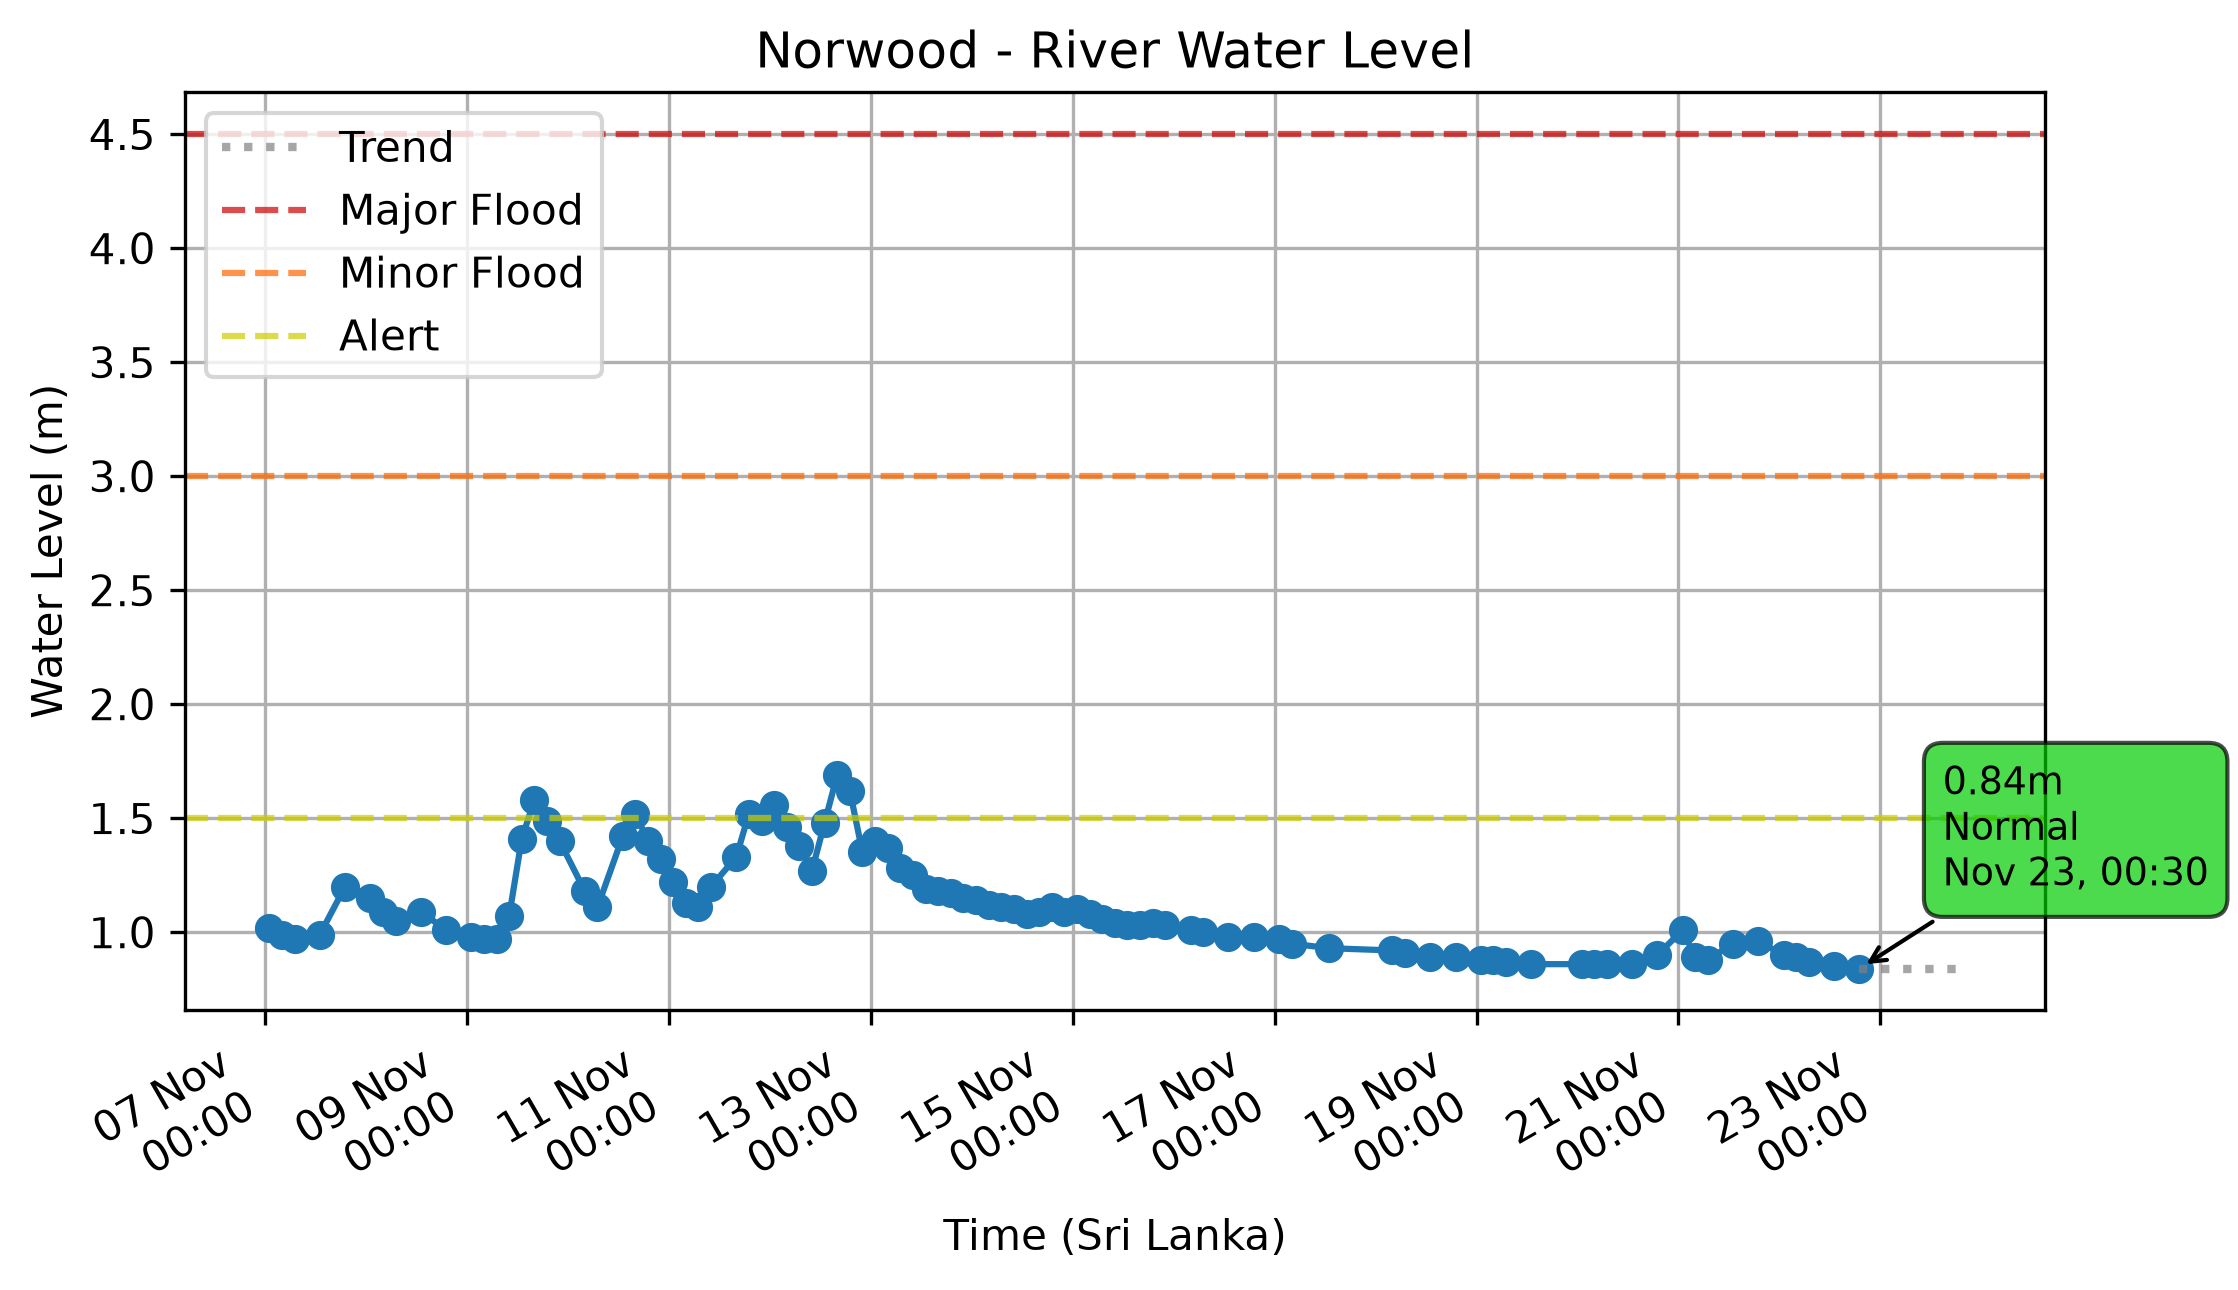 Norwood - River Water Level
Trend
Major Flood
Minor Flood
Alert
4.5
4.0
3.5
3.0
2.5
2.0
1.5
1.0
Water Level (m)
0.84m
Normal
Nov 23, 00:30
07 Nov
00:00
09 Nov
00:00
11 Nov
00:00
13 Nov
00:00
15 Nov
00:00
17 Nov
00:00
19 Nov
00:00
21 Nov
00:00
23 Nov
00:00
Time (Sri Lanka)